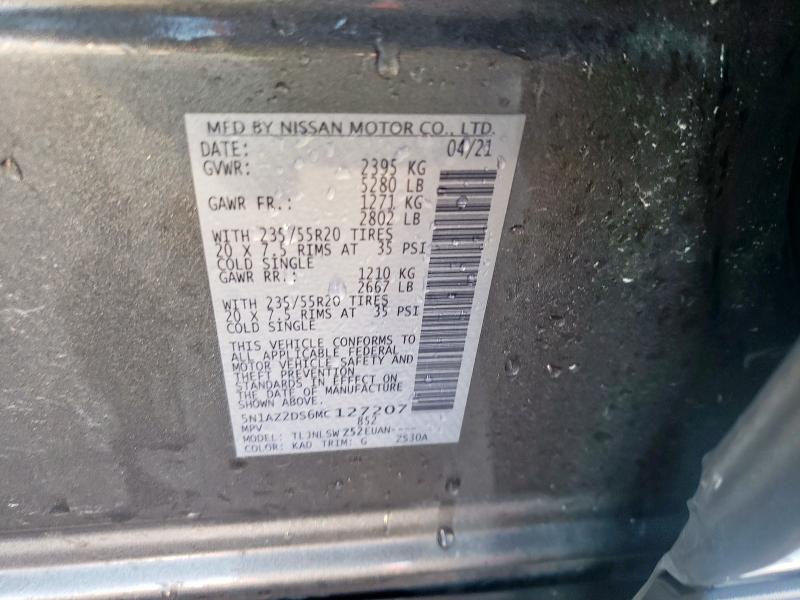 MFD BY NISSAN MOTOR CO., LTD.
DATE: 04/21
GVWR: 2395 KG
5280 LB
GAWR FR.: 1271 KG
2802 LB
WITH 235/55R20 TIRES
20 X 7.5 RIMS AT 35 PSI
COLD SINGLE
GAWR RR.: 1210 KG
2667 LB
WITH 235/55R20 TIRES
20 X 7.5 RIMS AT 35 PSI
COLD SINGLE
THIS VEHICLE CONFORMS TO
ALL APPLICABLE FEDERAL
MOTOR VEHICLE SAFETY AND
THEFT PREVENTION
STANDARDS IN EFFECT ON
THE DATE OF MANUFACTURE
SHOWN ABOVE.
5N1AZ2DS6MC127207
MPV 852
MODEL: TLJNLSW Z52EUAN----
COLOR: KAD TRIM: G ZS30A